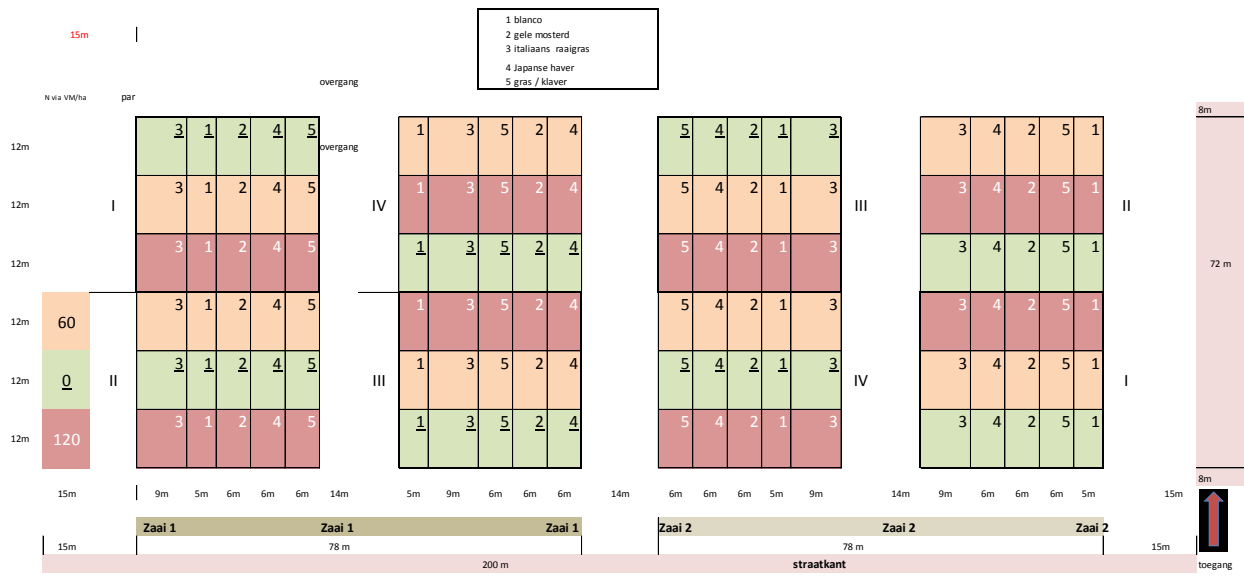 1 blanco
2 gele mosterd
3 italiaans raaigras
4 Japanse haver
5 gras / klaver
15m
overgang
N via VM/ha par
8m
12m 3 1 2 4 5 overgang 1 3 5 2 4 5 4 2 1 3 3 4 2 5 1
12m I 3 1 2 4 5 IV 1 3 5 2 4 5 4 2 1 3 III 3 4 2 5 1 II
12m 3 1 2 4 5 1 3 5 2 4 5 4 2 1 3 3 4 2 5 1 72 m
12m 60 3 1 2 4 5 1 3 5 2 4 5 4 2 1 3 3 4 2 5 1
12m 0 II 3 1 2 4 5 III 1 3 5 2 4 5 4 2 1 3 IV 3 4 2 5 1 I
12m 120 3 1 2 4 5 1 3 5 2 4 5 4 2 1 3 3 4 2 5 1
8m
15m 9m 5m 6m 6m 6m 14m 5m 9m 6m 6m 6m 14m 6m 6m 6m 5m 9m 14m 9m 6m 6m 6m 5m 15m
Zaai 1 Zaai 1 Zaai 1 Zaai 2 Zaai 2 Zaai 2
15m 78 m 78 m 15m
200 m straatkant toegang